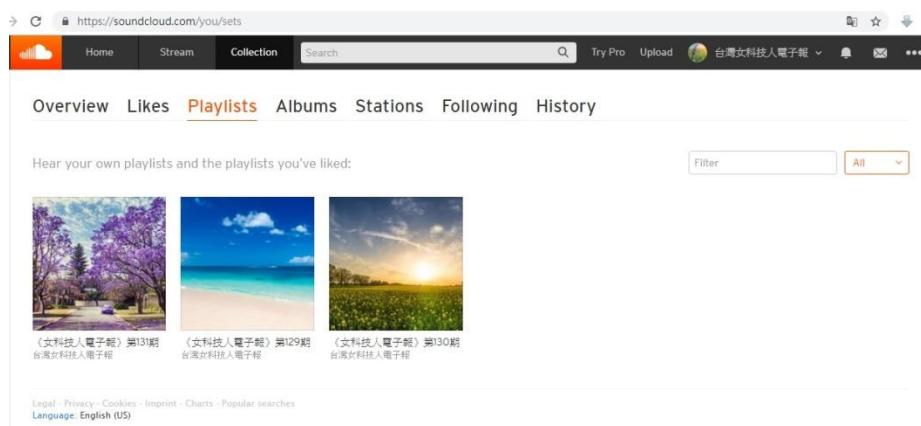 https://soundcloud.com/you/sets
Home Stream Collection Search Try Pro Upload 台灣女科技人電子報
Overview Likes Playlists Albums Stations Following History
Hear your own playlists and the playlists you've liked:
Filter All
《女科技人電子報》第131期 《女科技人電子報》第129期 《女科技人電子報》第130期
台灣女科技人電子報 台灣女科技人電子報 台灣女科技人電子報
Legal - Privacy - Cookies - Imprint - Charts - Popular searches
Language: English (US)